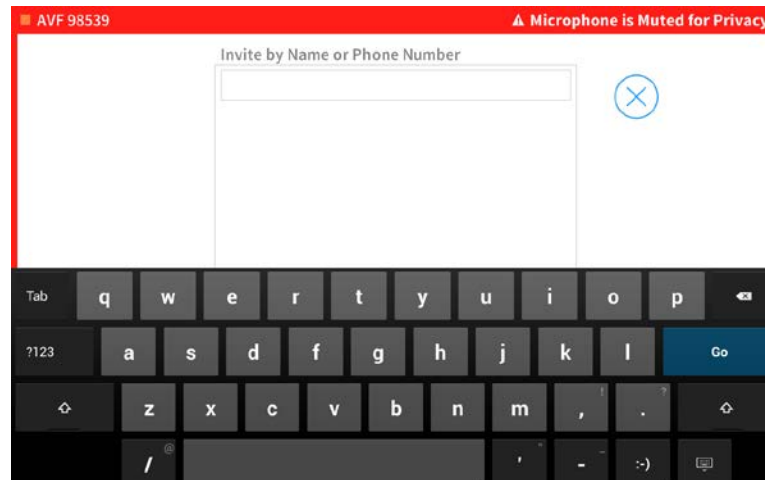 AVF 98539 Microphone is Muted for Privacy
Invite by Name or Phone Number
Tab q w e r t y u i o p
?123 a s d f g h j k l Go
z x c v b n m , ! . ?
/ @ ' " - _ :-)